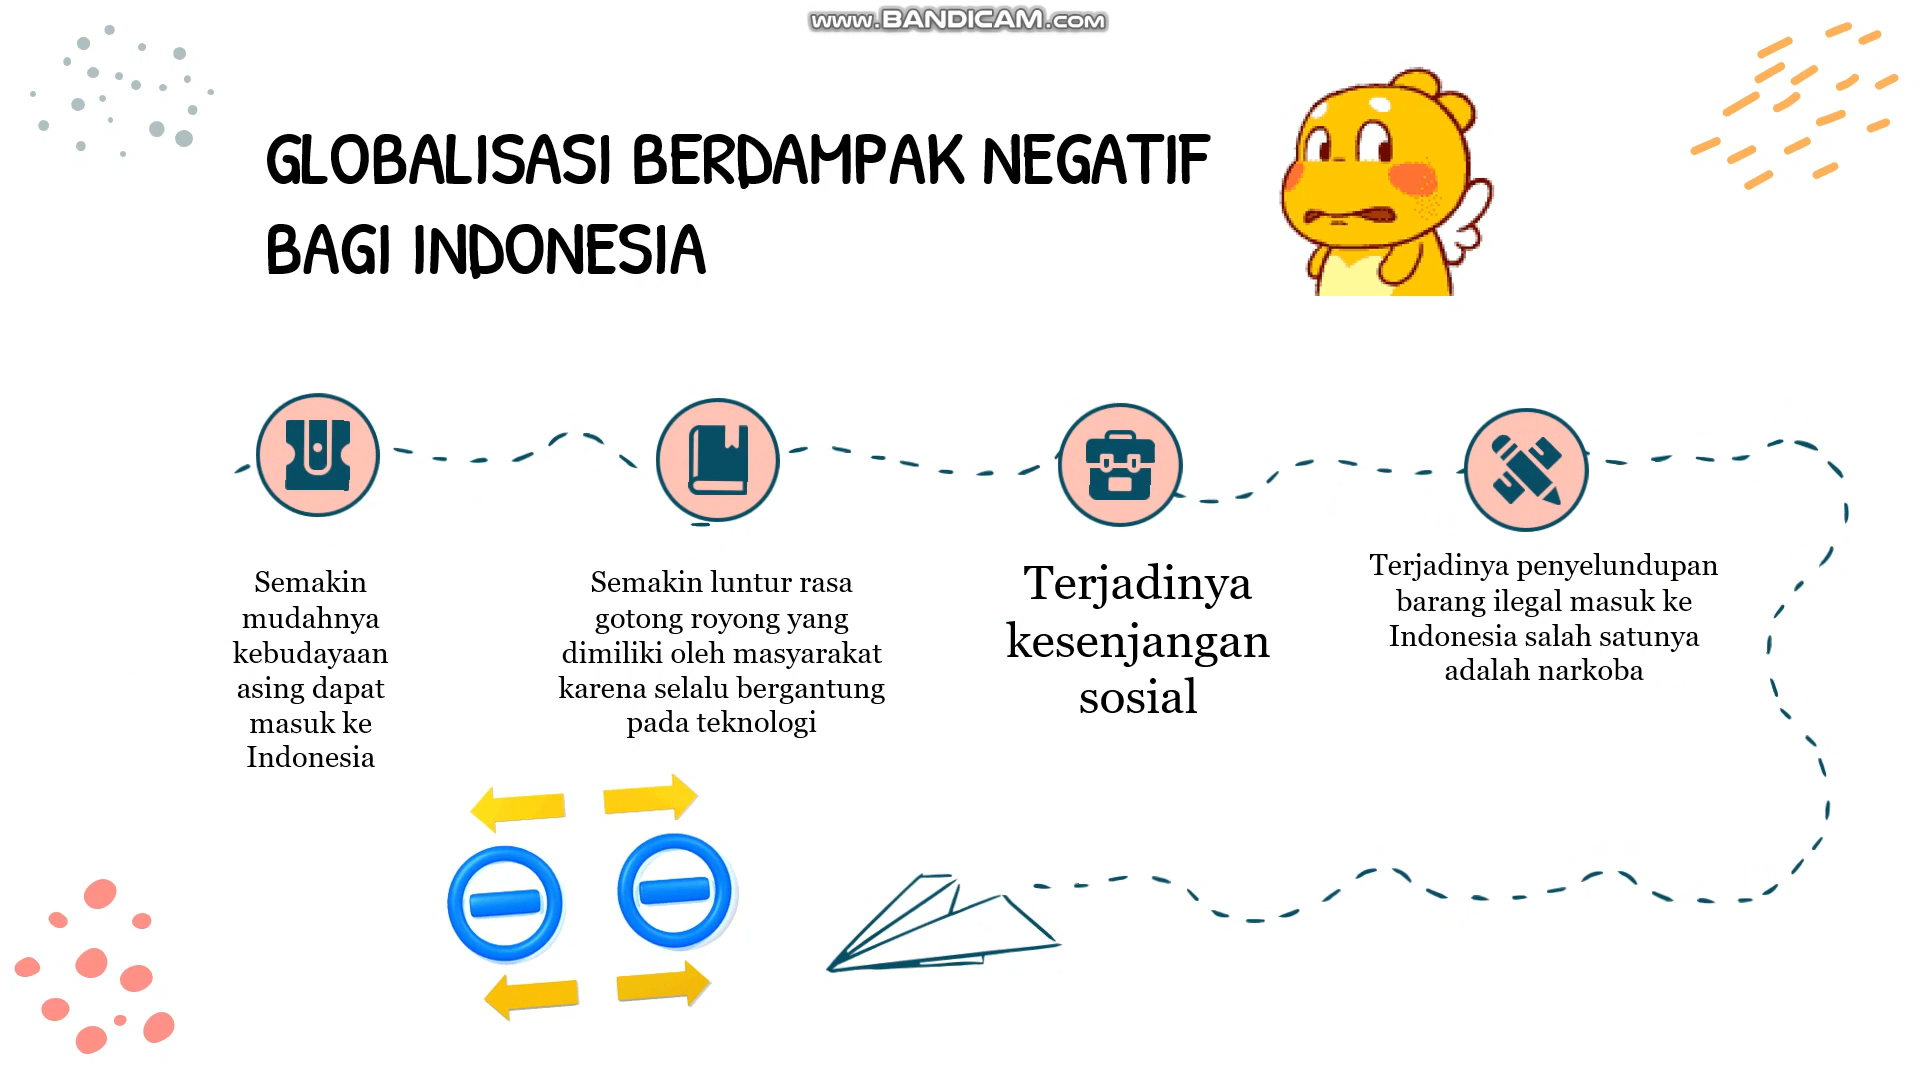 www.BANDICAM.com
GLOBALISASI BERDAMPAK NEGATIF
BAGI INDONESIA
Semakin
mudahnya
kebudayaan
asing dapat
masuk ke
Indonesia
Semakin luntur rasa
gotong royong yang
dimiliki oleh masyarakat
karena selalu bergantung
pada teknologi
Terjadinya
kesenjangan
sosial
Terjadinya penyelundupan
barang ilegal masuk ke
Indonesia salah satunya
adalah narkoba